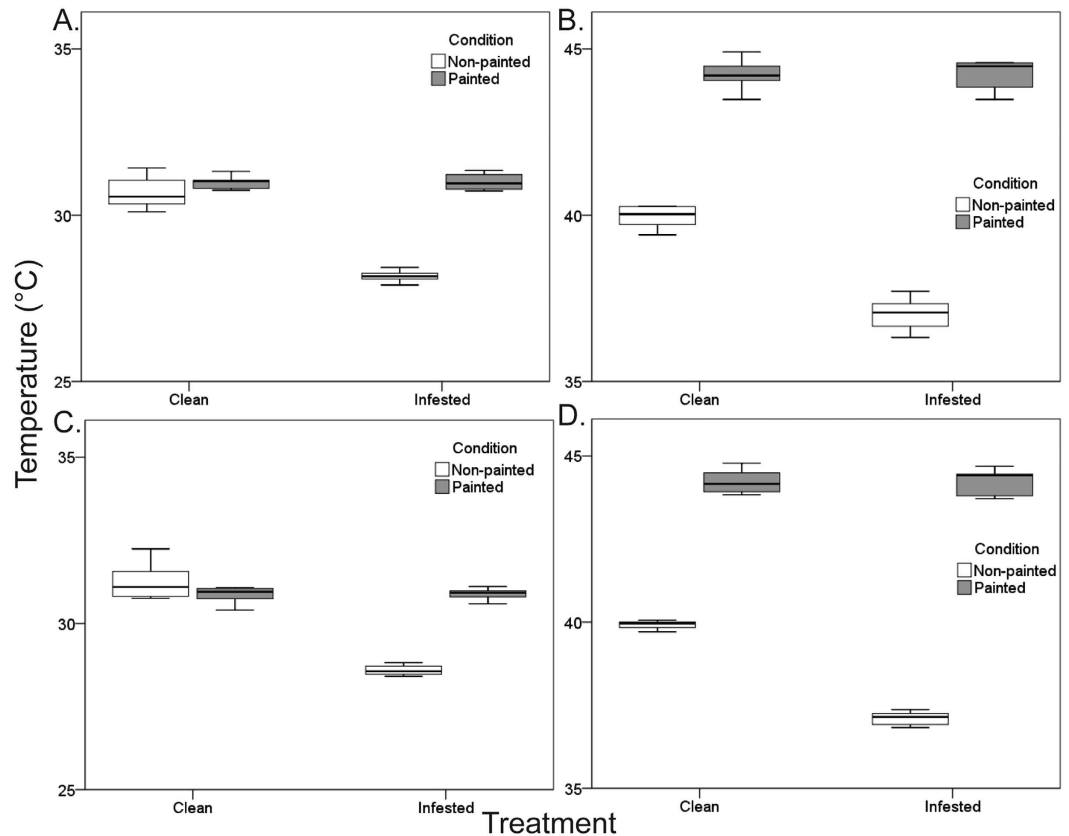 A.
35
30
25
Condition
Non-painted
Painted
Clean
Infested
B.
45
40
35
Condition
Non-painted
Painted
Clean
Infested
C.
35
30
25
Condition
Non-painted
Painted
Clean
Infested
D.
45
40
35
Condition
Non-painted
Painted
Clean
Infested
Temperature (°C)
Treatment